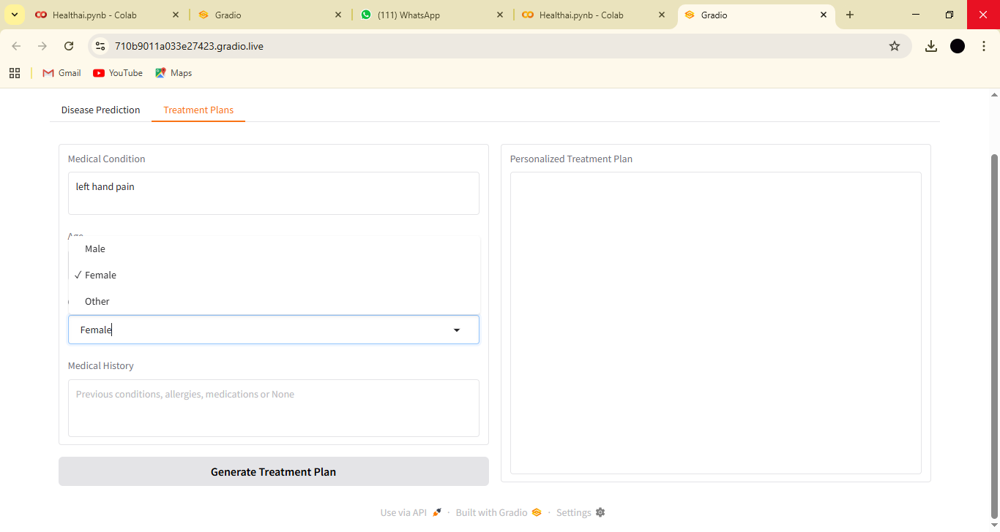 Healthai.pynb - Colab
Gradio
(111) WhatsApp
Healthai.pynb - Colab
Gradio
710b9011a033e27423.gradio.live
Gmail
YouTube
Maps
Disease Prediction
Treatment Plans
Medical Condition
left hand pain
Male
✓ Female
Other
Female
Medical History
Previous conditions, allergies, medications or None
Generate Treatment Plan
Personalized Treatment Plan
Use via API · Built with Gradio · Settings